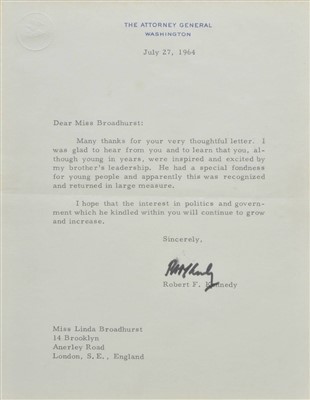 THE ATTORNEY GENERAL
WASHINGTON
July 27, 1964
Dear Miss Broadhurst:
Many thanks for your very thoughtful letter. I
was glad to hear from you and to learn that you, al-
though young in years, were inspired and excited by
my brother's leadership. He had a special fondness
for young people and apparently this was recognized
and returned in large measure.
I hope that the interest in politics and govern-
ment which he kindled within you will continue to grow
and increase.
Sincerely,
Robert F. Kennedy
Miss Linda Broadhurst
14 Brooklyn
Anerley Road
London, S. E., England